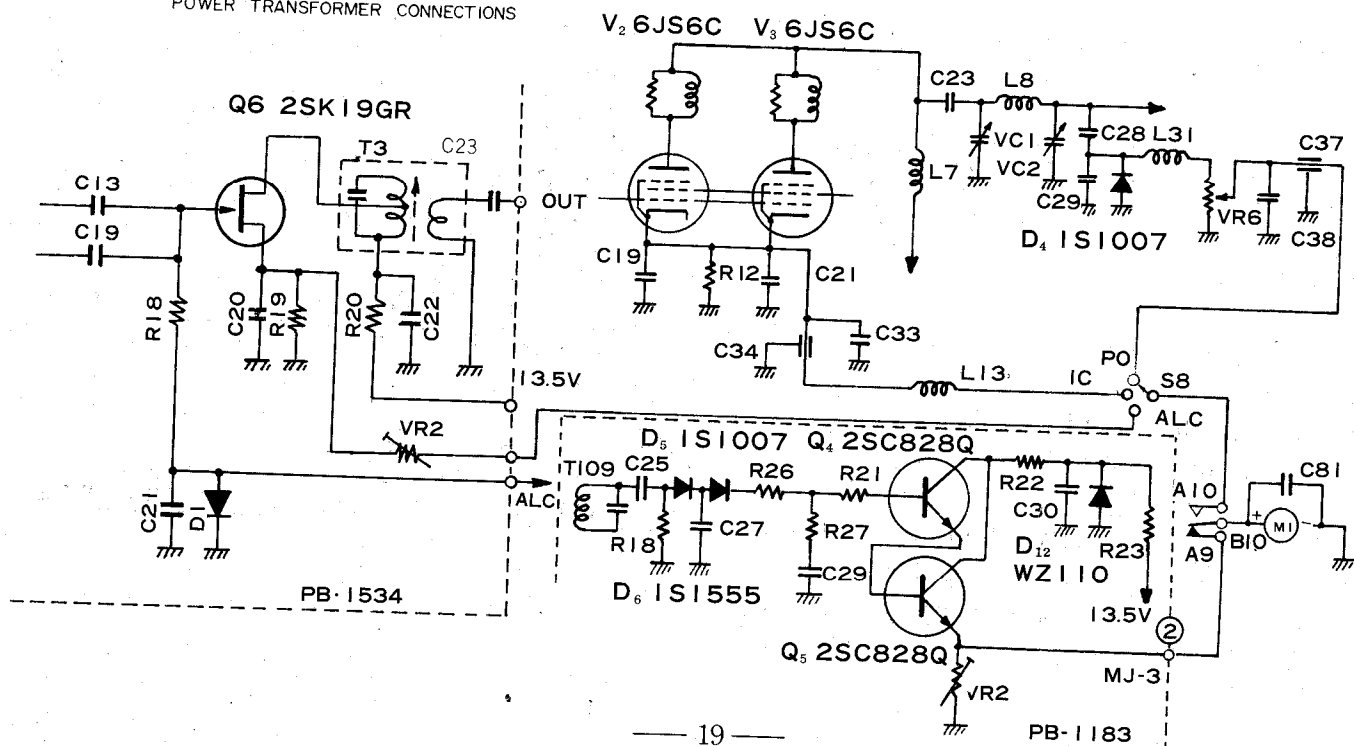 POWER TRANSFORMER CONNECTIONS
V₂ 6JS6C V₃ 6JS6C
C23 L8
Q6 2SK19GR
T3 C23
VC1
VC2
C28 L31 C37
C13
OUT
L7
C29
VR6
C19
D₄ 1S1007
C38
C19 R12 C21
R18
C20 R19 R20 C22
C34 C33
PO
13.5V
L13 IC S8
ALC
VR2
D₅ 1S1007 Q₄ 2SC828Q
T109 C25 R26 R21
R22
C81
ALC
A10
C21 D1
C27
C30
+ M1
R18 R27
R23
A9 B10
D₁₂
WZ110
C29
PB·1534
D₆ 1S1555
13.5V
2
Q₅ 2SC828Q
MJ-3
VR2
— 19 —
PB-1183